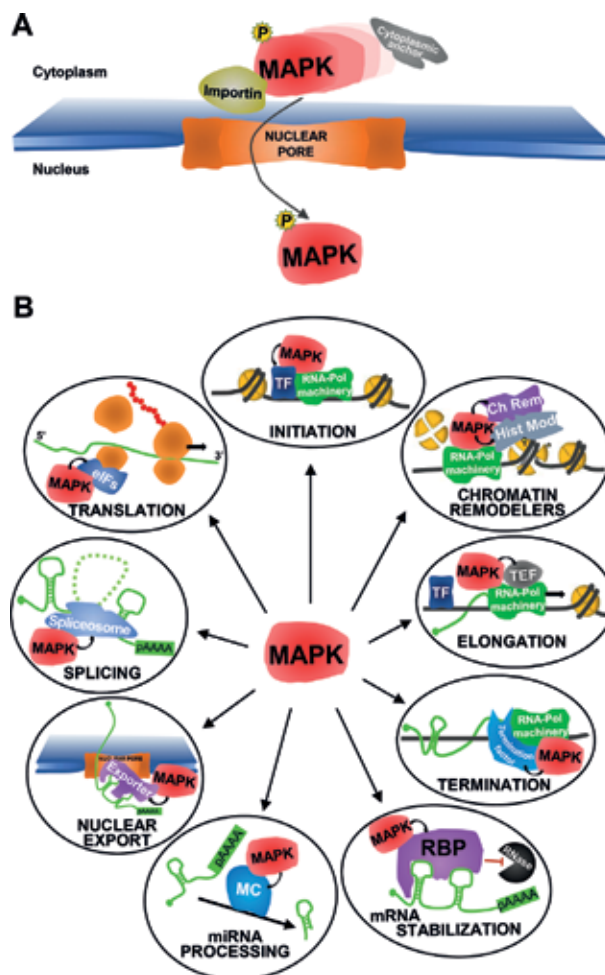 A
P
Cytoplasmic
anchor
Cytoplasm
MAPK
Importin
NUCLEAR
PORE
Nucleus
P
MAPK
B
MAPK
TF
RNA-Pol
machinery
INITIATION
5'
3'
MAPK
eIFs
TRANSLATION
Ch Rem
MAPK
Hist Mod
RNA-Pol
machinery
CHROMATIN
REMODELERS
Spliceosome
MAPK
pAAAA
SPLICING
MAPK
TF
TEF
RNA-Pol
machinery
ELONGATION
MAPK
NUCLEAR PORE
Exporter
MAPK
pAAAA
NUCLEAR
EXPORT
RNA-Pol
machinery
Termination
factor
MAPK
TERMINATION
pAAAA
MAPK
MC
miRNA
PROCESSING
MAPK
RBP
RNase
pAAAA
mRNA
STABILIZATION